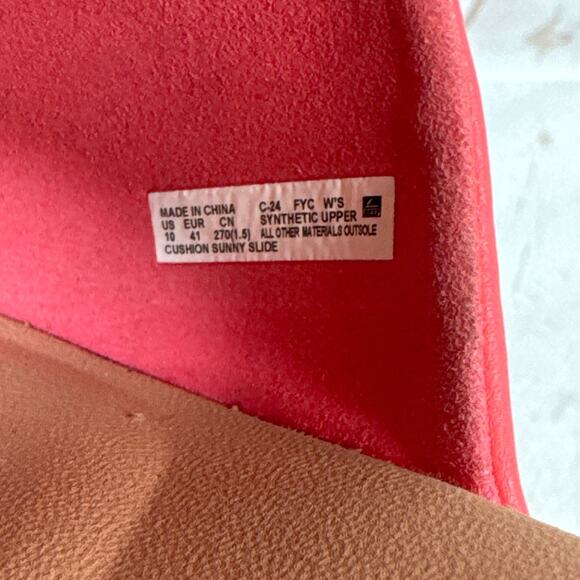 MADE IN CHINA C-24 FYC W'S
US EUR CN SYNTHETIC UPPER
10 41 270(1.5) ALL OTHER MATERIALS OUTSOLE
CUSHION SUNNY SLIDE